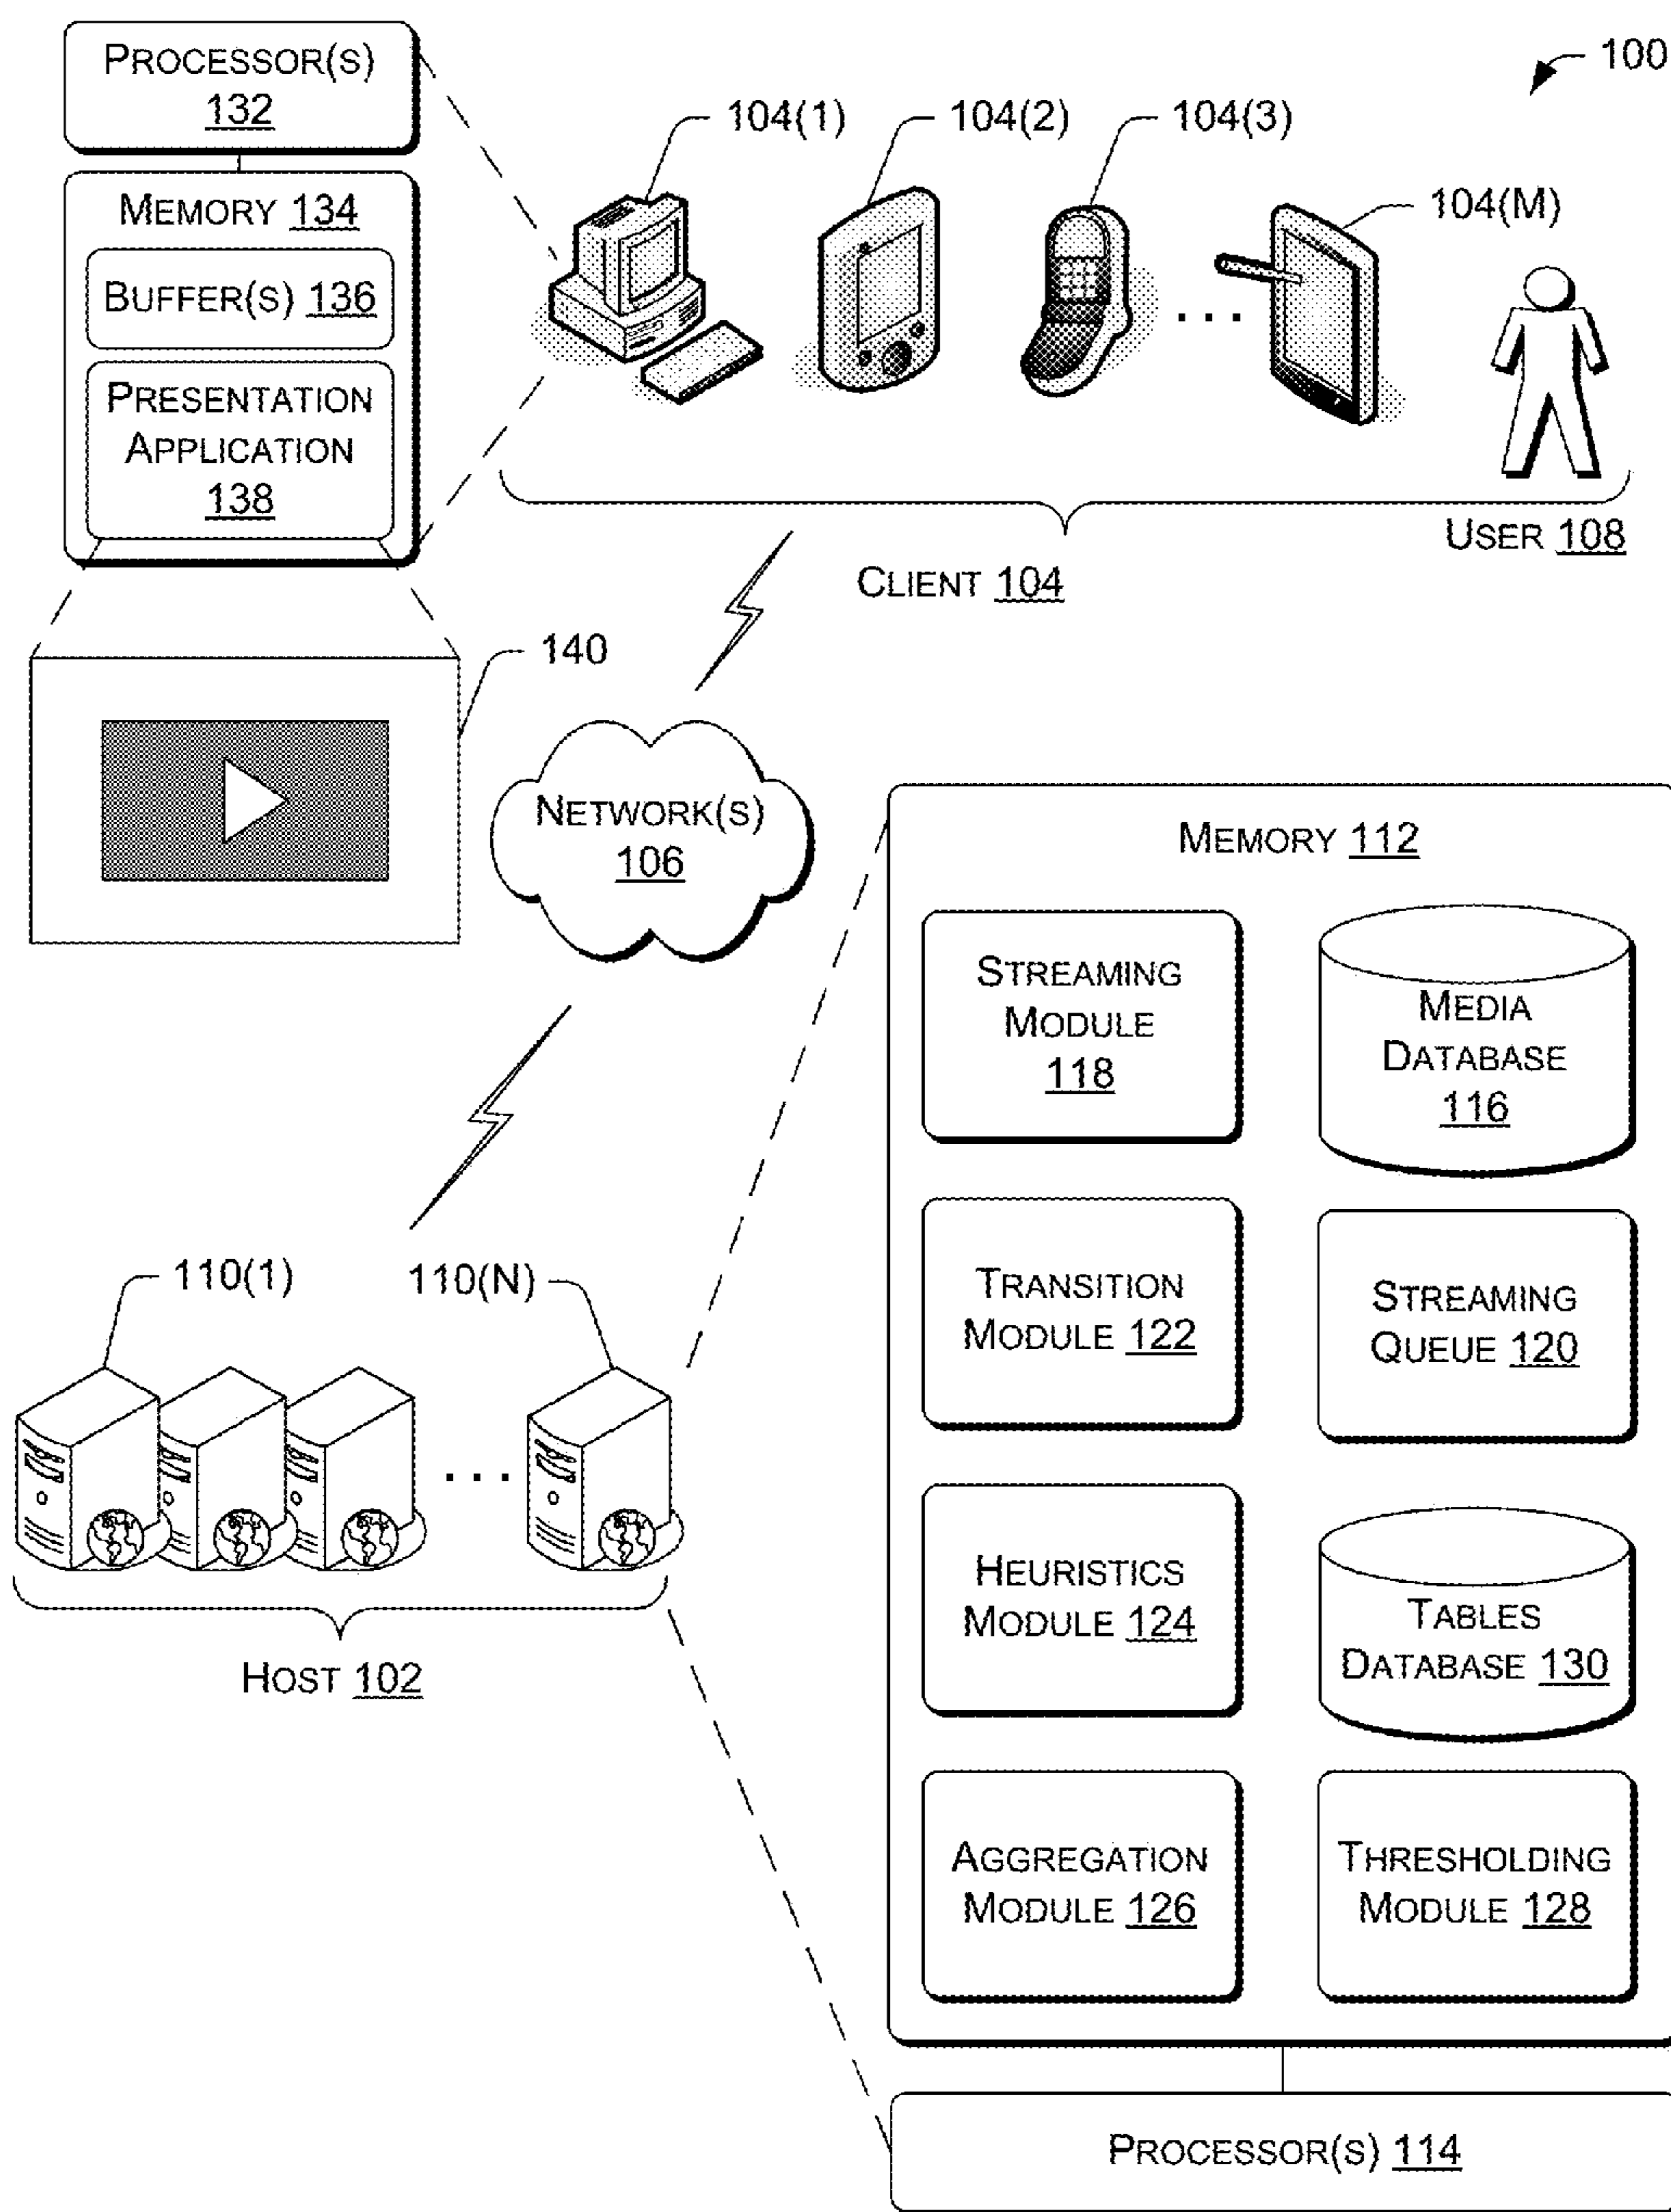 PROCESSOR(S)
132
100
104(1)
104(2)
104(3)
104(M)
MEMORY 134
BUFFER(S) 136
PRESENTATION
APPLICATION
138
USER 108
CLIENT 104
140
NETWORK(S)
106
MEMORY 112
STREAMING
MODULE
118
MEDIA
DATABASE
116
110(1)
110(N)
TRANSITION
MODULE 122
STREAMING
QUEUE 120
...
HEURISTICS
MODULE 124
TABLES
DATABASE 130
HOST 102
AGGREGATION
MODULE 126
THRESHOLDING
MODULE 128
PROCESSOR(S) 114